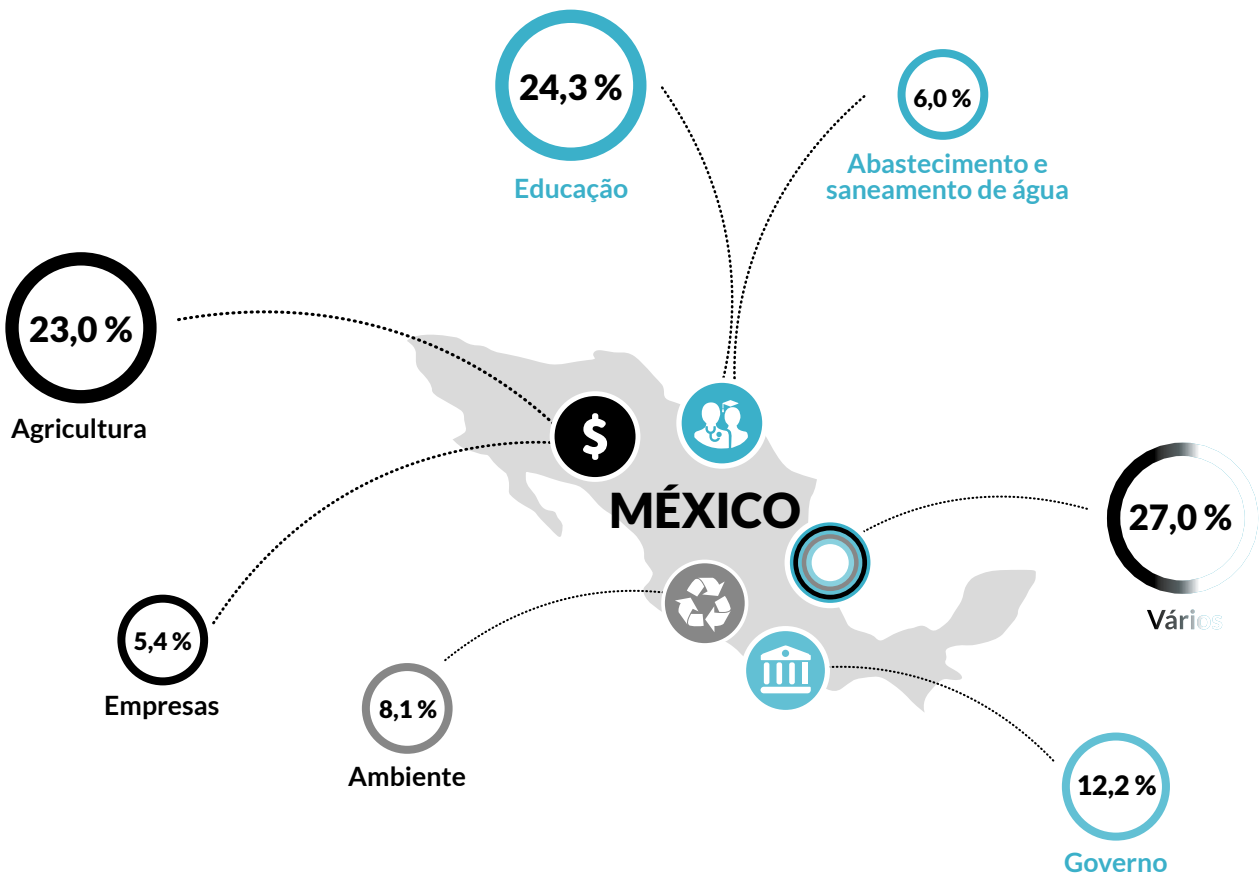 24,3 %
Educação
6,0 %
Abastecimento e
saneamento de água
23,0 %
Agricultura
$
MÉXICO
27,0 %
Vários
5,4 %
Empresas
8,1 %
Ambiente
12,2 %
Governo